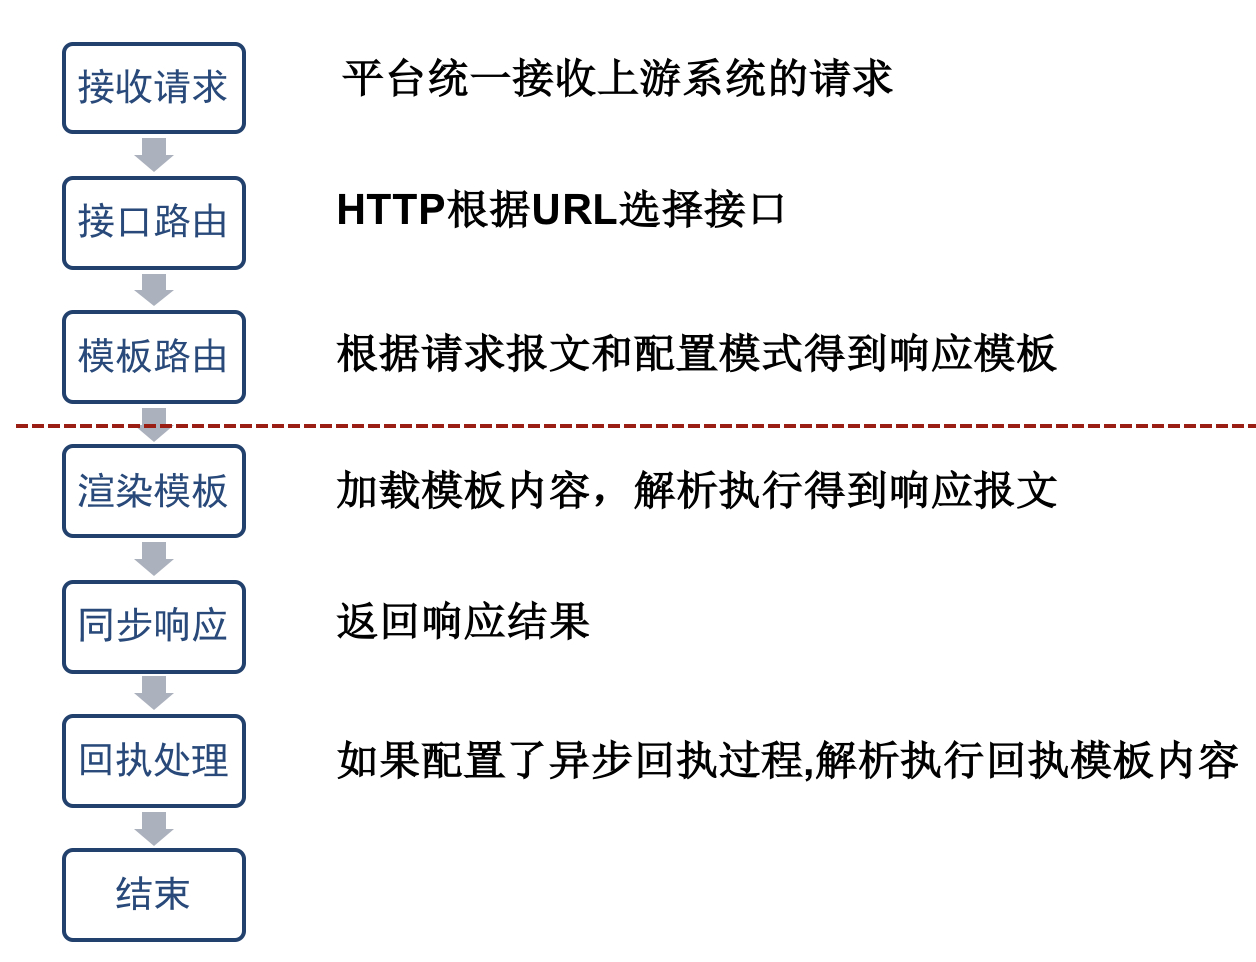 接收请求
平台统一接收上游系统的请求
接口路由
HTTP根据URL选择接口
模板路由
根据请求报文和配置模式得到响应模板
渲染模板
加载模板内容，解析执行得到响应报文
同步响应
返回响应结果
回执处理
如果配置了异步回执过程,解析执行回执模板内容
结束